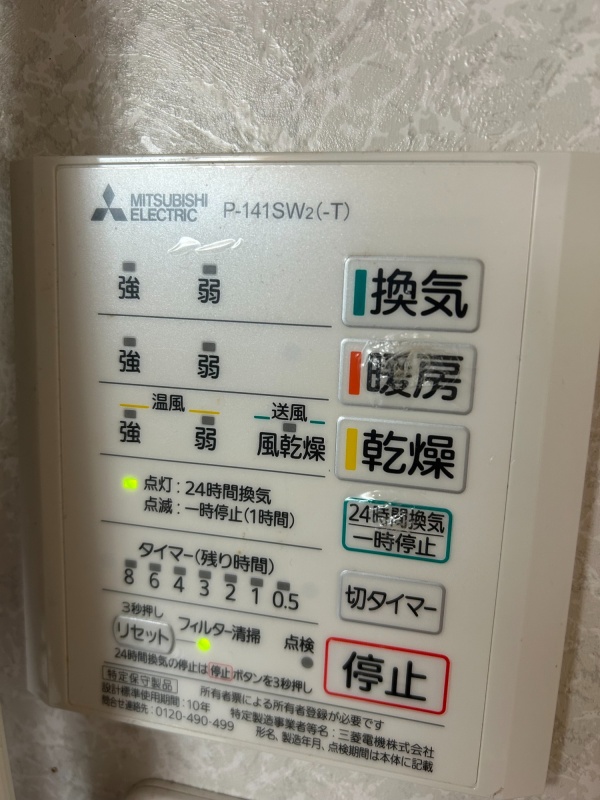 MITSUBISHI
ELECTRIC
P-141SW2(-T)
強 弱 換気
強 弱 暖房
温風 送風
強 弱 風乾燥 乾燥
点灯:24時間換気
点滅:一時停止(1時間)
24時間換気
一時停止
タイマー(残り時間)
8 6 4 3 2 1 0.5
切タイマー
3秒押し
リセット フィルター清掃 点検
停止
24時間換気の停止は停止ボタンを3秒押し
特定保守製品 所有者票による所有者登録が必要です
設計標準使用期間:10年 特定製造事業者等名:三菱電機株式会社
問合せ連絡先:0120-490-499 形名、製造年月、点検期間は本体に記載